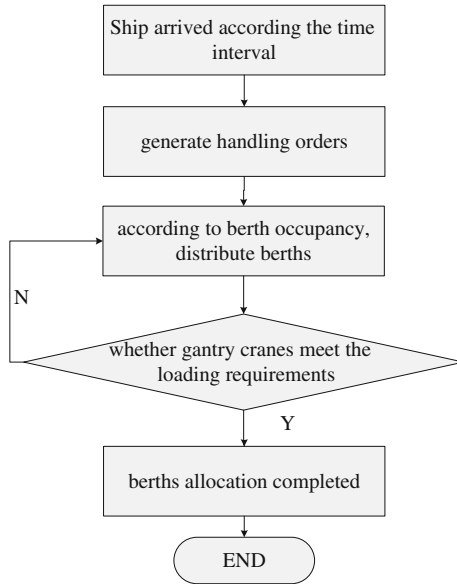 Ship arrived according the time
interval
generate handling orders
according to berth occupancy,
distribute berths
N
whether gantry cranes meet the
loading requirements
Y
berths allocation completed
END